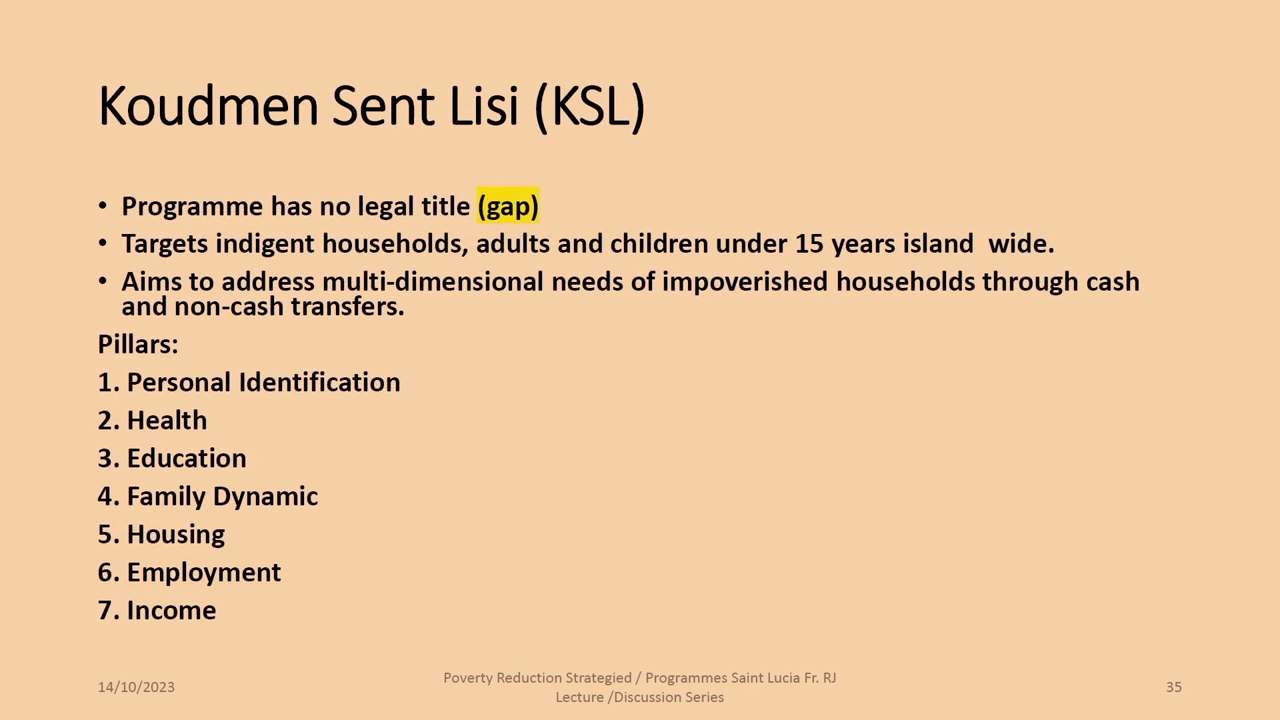 Koudmen Sent Lisi (KSL)
• Programme has no legal title (gap)
• Targets indigent households, adults and children under 15 years island  wide.
• Aims to address multi-dimensional needs of impoverished households through cash
and non-cash transfers.
Pillars:
1. Personal Identification
2. Health
3. Education
4. Family Dynamic
5. Housing
6. Employment
7. Income
14/10/2023
Poverty Reduction Strategied / Programmes Saint Lucia Fr. RJ
Lecture /Discussion Series
35